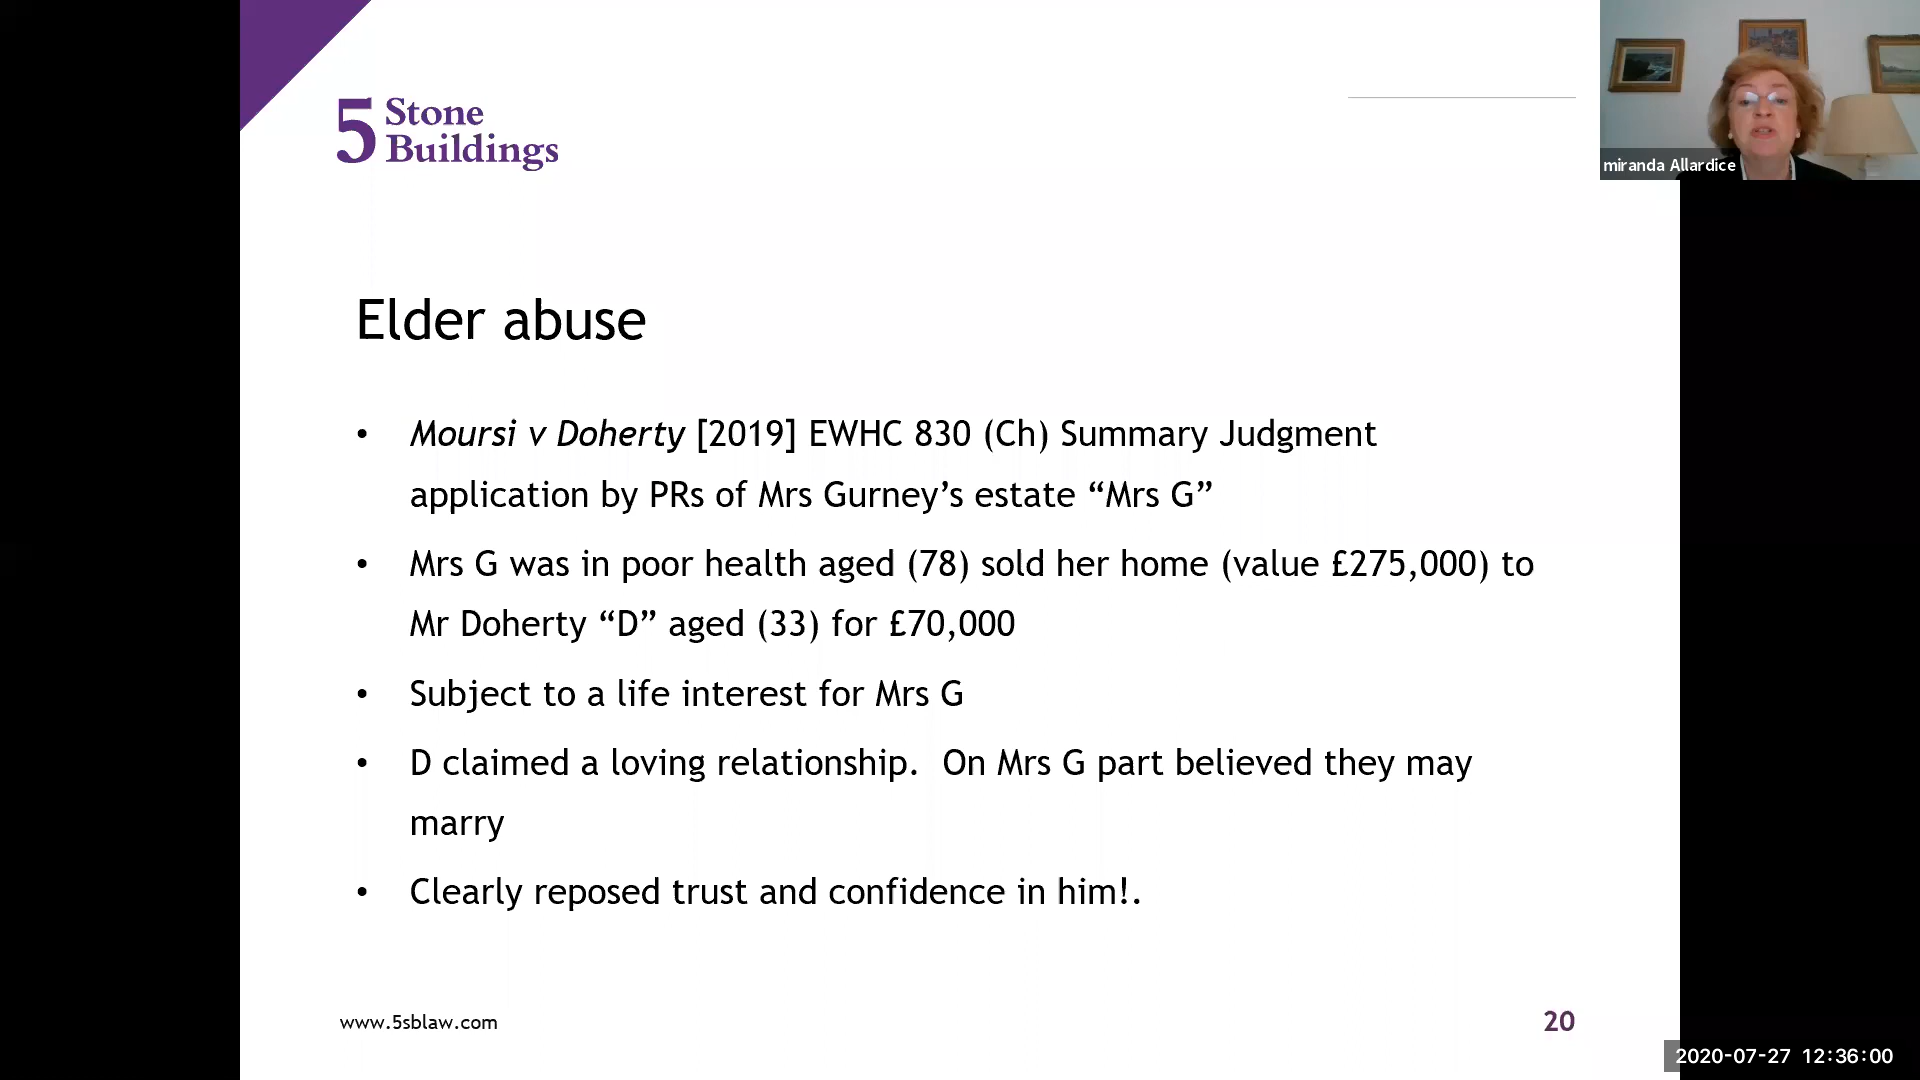 5 Stone
Buildings
miranda Allardice
Elder abuse
• Moursi v Doherty [2019] EWHC 830 (Ch) Summary Judgment
application by PRs of Mrs Gurney’s estate “Mrs G”
• Mrs G was in poor health aged (78) sold her home (value £275,000) to
Mr Doherty “D” aged (33) for £70,000
• Subject to a life interest for Mrs G
• D claimed a loving relationship.  On Mrs G part believed they may
marry
• Clearly reposed trust and confidence in him!.
www.5sblaw.com
20
2020-07-27 12:36:00